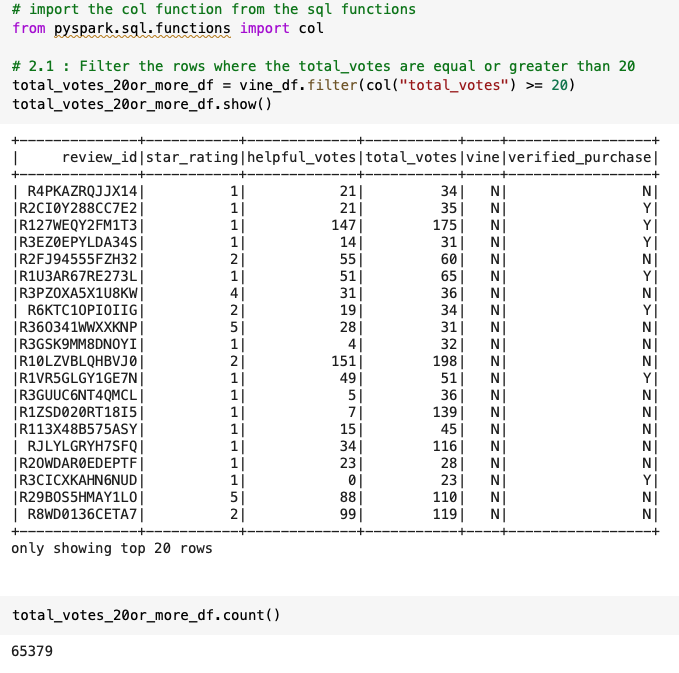 # import the col function from the sql functions
from pyspark.sql.functions import col
# 2.1 : Filter the rows where the total_votes are equal or greater than 20
total_votes_20or_more_df = vine_df.filter(col("total_votes") >= 20)
total_votes_20or_more_df.show()
+--------------+-----------+-------------+-----------+----+-----------------+
|     review_id|star_rating|helpful_votes|total_votes|vine|verified_purchase|
+--------------+-----------+-------------+-----------+----+-----------------+
| R4PKAZRQJJX14|          1|           21|         34|   N|                N|
|R2CI0Y288CC7E2|          1|           21|         35|   N|                Y|
|R127WEQY2FM1T3|          1|          147|        175|   N|                Y|
|R3EZ0EPYLDA34S|          1|           14|         31|   N|                Y|
|R2FJ94555FZH32|          2|           55|         60|   N|                N|
|R1U3AR67RE273L|          1|           51|         65|   N|                Y|
|R3PZOXA5X1U8KW|          4|           31|         36|   N|                N|
| R6KTC1OPIOIIG|          2|           19|         34|   N|                Y|
|R36O341WWXXKNP|          5|           28|         31|   N|                N|
|R3GSK9MM8DNOYI|          1|            4|         32|   N|                N|
|R10LZVBLQHBVJ0|          2|          151|        198|   N|                N|
|R1VR5GLGY1GE7N|          1|           49|         51|   N|                Y|
|R3GUUC6NT4QMCL|          1|            5|         36|   N|                N|
|R1ZSD020RT18I5|          1|            7|        139|   N|                N|
|R113X48B575ASY|          1|           15|         45|   N|                N|
| RJLYLGRYH7SFQ|          1|           34|        116|   N|                N|
|R2OWDAR0EDEPTF|          1|           23|         28|   N|                N|
|R3CICXKAHN6NUD|          1|            0|         23|   N|                Y|
|R29BOS5HMAY1LO|          5|           88|        110|   N|                N|
| R8WD0136CETA7|          2|           99|        119|   N|                N|
+--------------+-----------+-------------+-----------+----+-----------------+
only showing top 20 rows
total_votes_20or_more_df.count()
65379